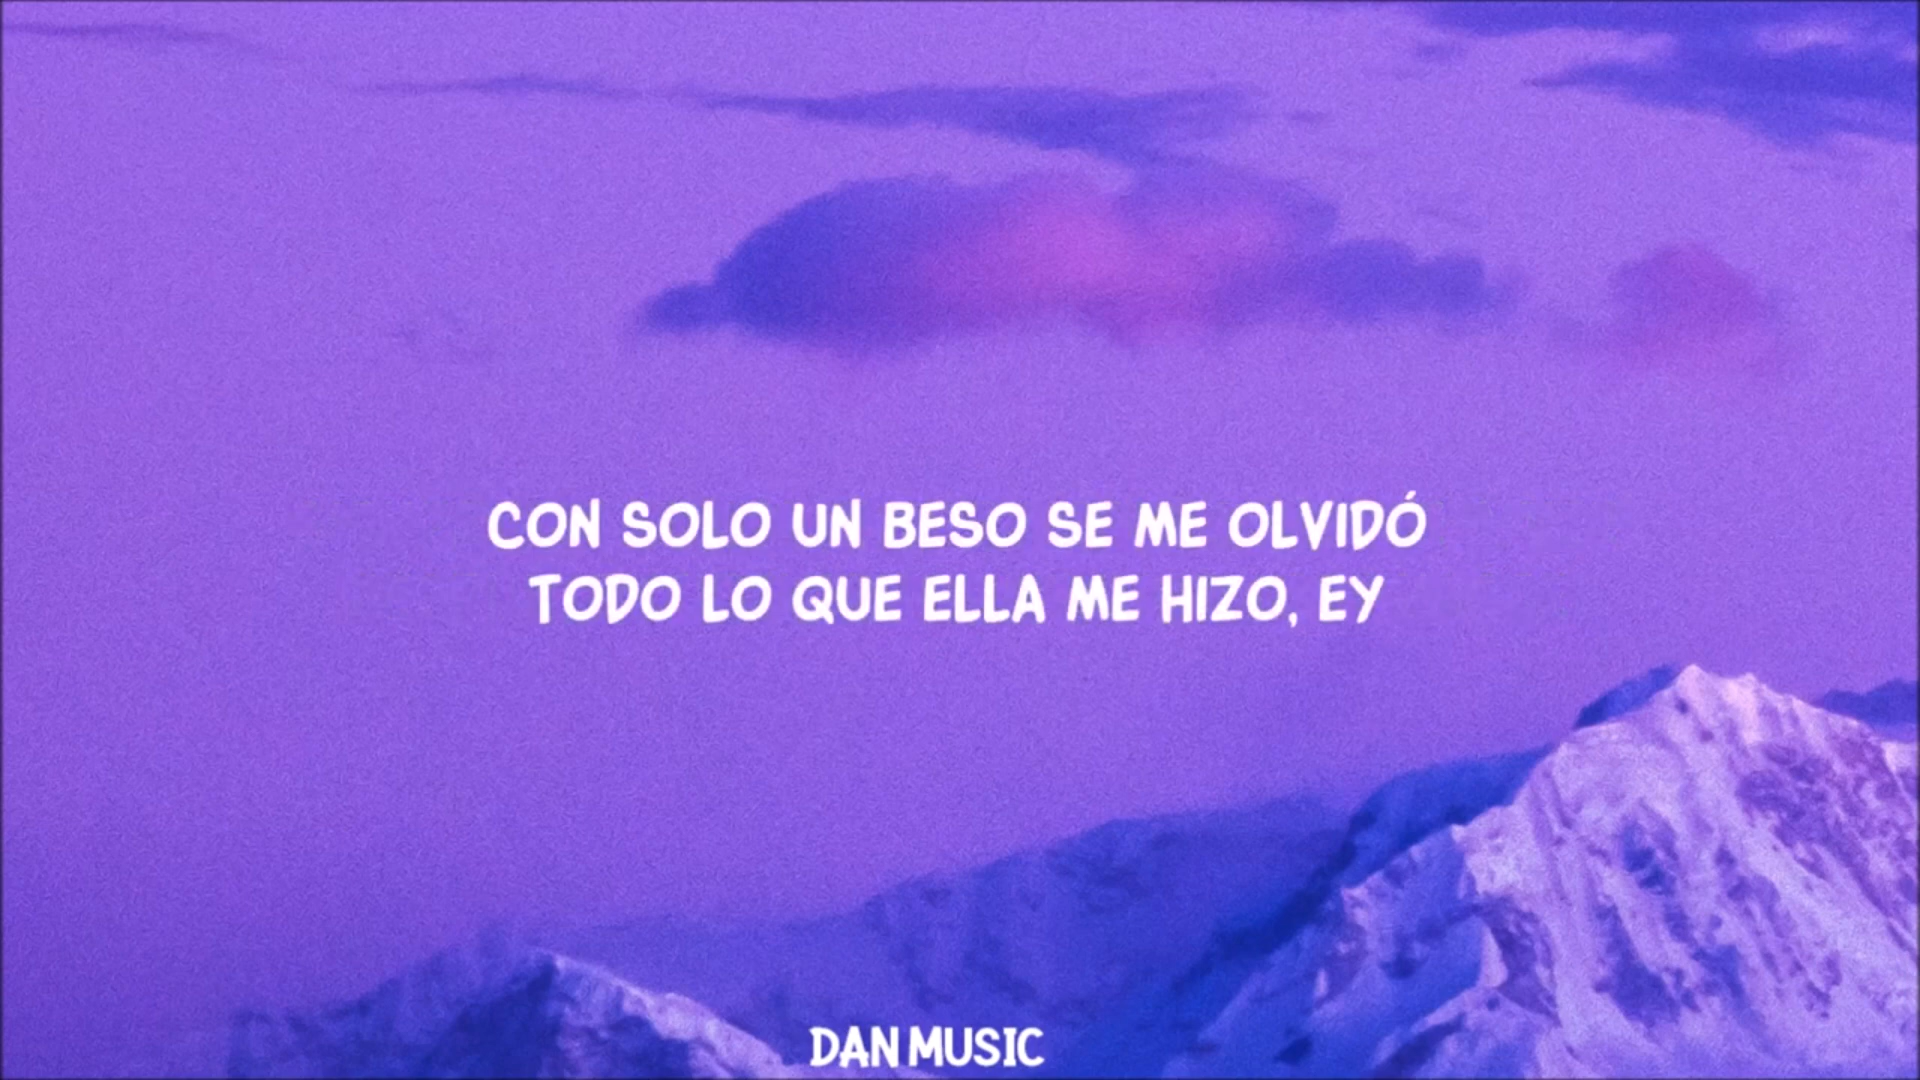 CON SOLO UN BESO SE ME OLVIDÓ
TODO LO QUE ELLA ME HIZO, EY
DAN MUSIC